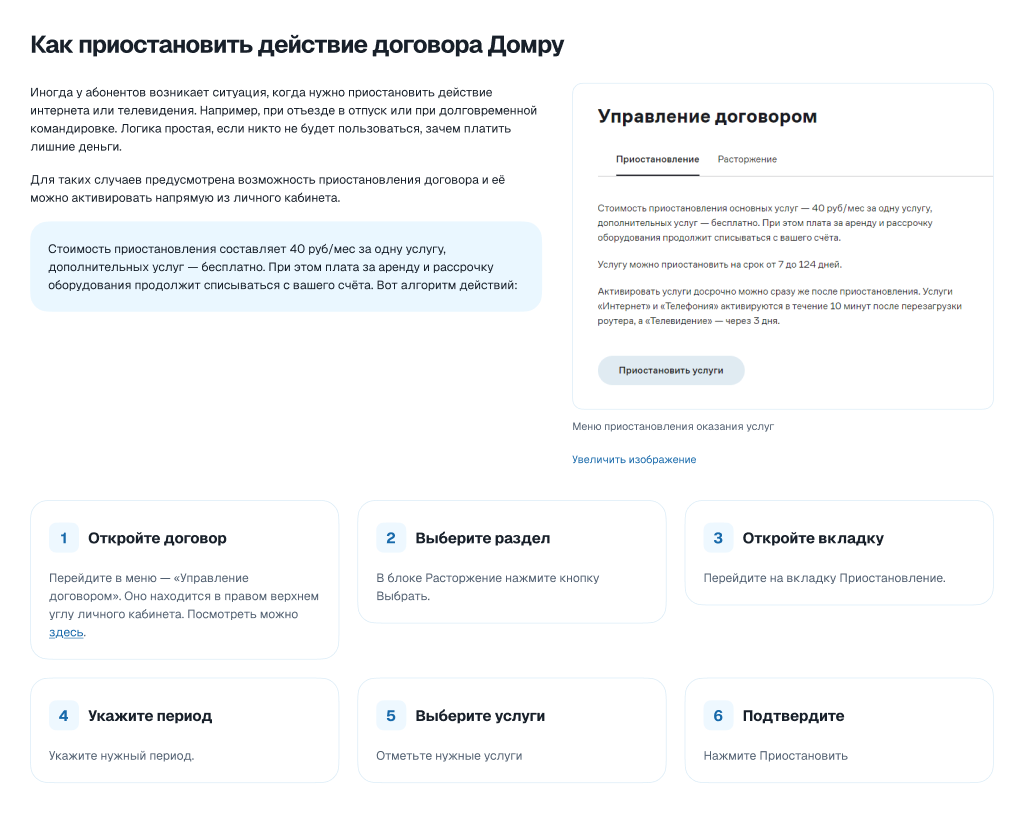 Как приостановить действие договора Домру
Иногда у абонентов возникает ситуация, когда нужно приостановить действие
интернета или телевидения. Например, при отъезде в отпуск или при долговременной
командировке. Логика простая, если никто не будет пользоваться, зачем платить
лишние деньги.
Для таких случаев предусмотрена возможность приостановления договора и её
можно активировать напрямую из личного кабинета.
Стоимость приостановления составляет 40 руб/мес за одну услугу,
дополнительных услуг — бесплатно. При этом плата за аренду и рассрочку
оборудования продолжит списываться с вашего счёта. Вот алгоритм действий:
Управление договором
Приостановление Расторжение
Стоимость приостановления основных услуг — 40 руб/мес за одну услугу,
дополнительных услуг — бесплатно. При этом плата за аренду и рассрочку
оборудования продолжит списываться с вашего счёта.
Услугу можно приостановить на срок от 7 до 124 дней.
Активировать услуги досрочно можно сразу же после приостановления. Услуги
«Интернет» и «Телефония» активируются в течение 10 минут после перезагрузки
роутера, а «Телевидение» — через 3 дня.
Приостановить услуги
Меню приостановления оказания услуг
Увеличить изображение
1 Откройте договор
Перейдите в меню — «Управление
договором». Оно находится в правом верхнем
углу личного кабинета. Посмотреть можно
здесь.
2 Выберите раздел
В блоке Расторжение нажмите кнопку
Выбрать.
3 Откройте вкладку
Перейдите на вкладку Приостановление.
4 Укажите период
Укажите нужный период.
5 Выберите услуги
Отметьте нужные услуги
6 Подтвердите
Нажмите Приостановить